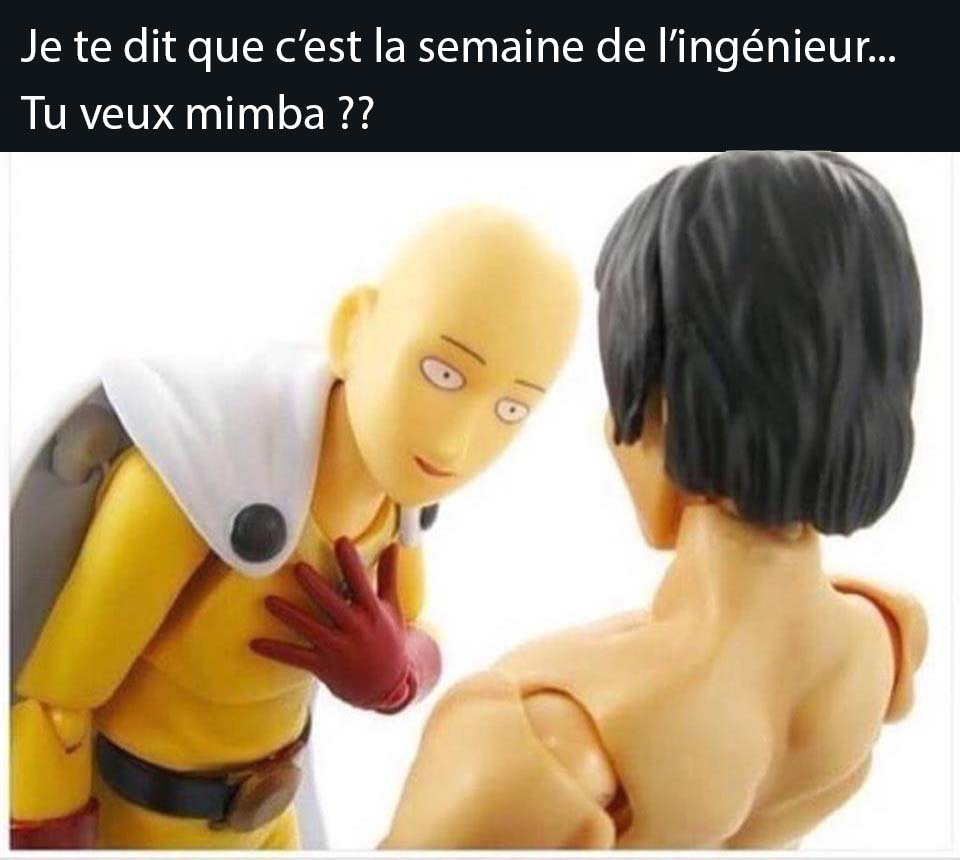 Je te dit que c’est la semaine de l’ingénieur...
Tu veux mimba ??